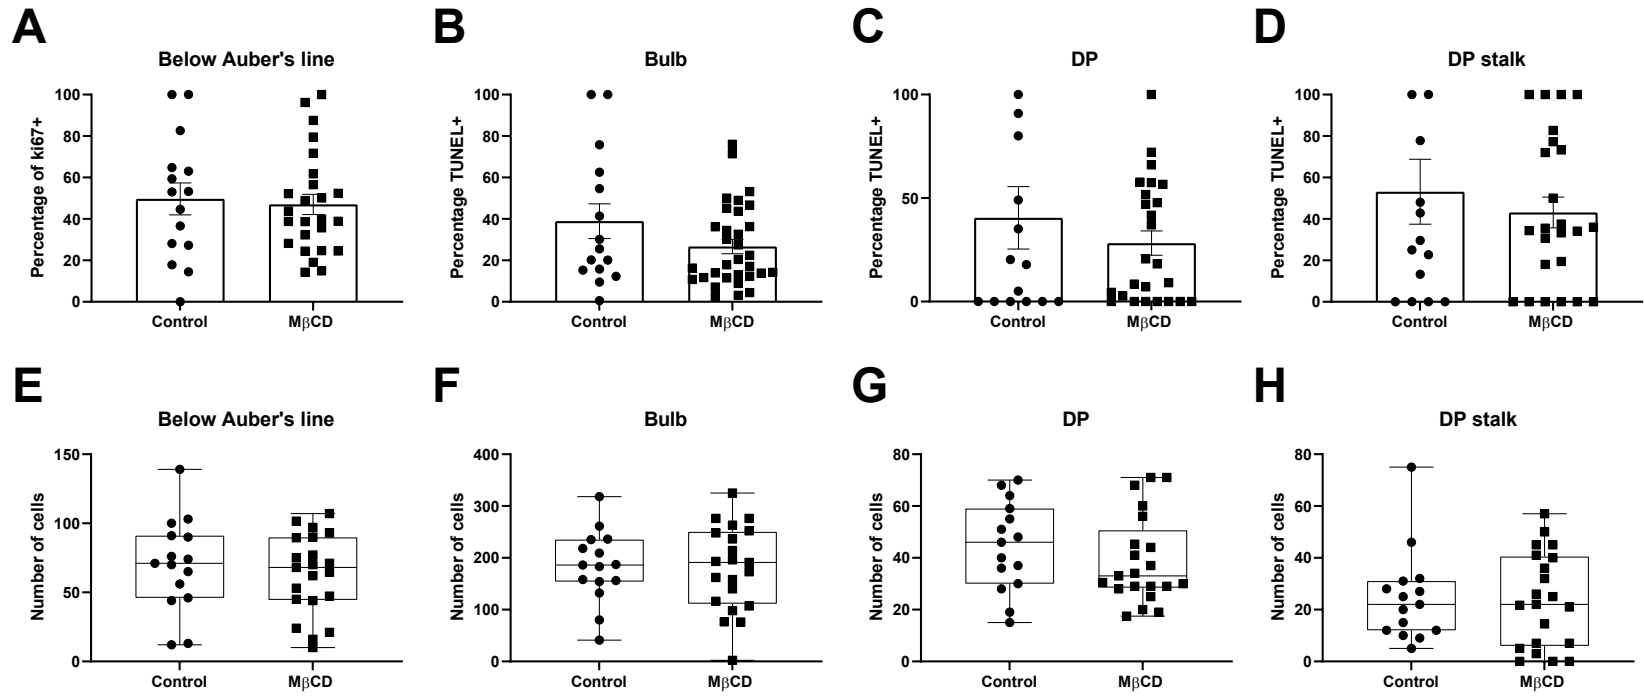 A
Below Auber's line
Percentage of ki67+
100
80
60
40
20
0
Control
MβCD
B
Bulb
Percentage TUNEL+
100
80
60
40
20
0
Control
MβCD
C
DP
Percentage TUNEL+
100
50
0
Control
MβCD
D
DP stalk
Percentage TUNEL+
100
80
60
40
20
0
Control
MβCD
E
Below Auber's line
Number of cells
150
100
50
0
Control
MβCD
F
Bulb
Number of cells
400
300
200
100
0
Control
MβCD
G
DP
Number of cells
80
60
40
20
0
Control
MβCD
H
DP stalk
Number of cells
80
60
40
20
0
Control
MβCD